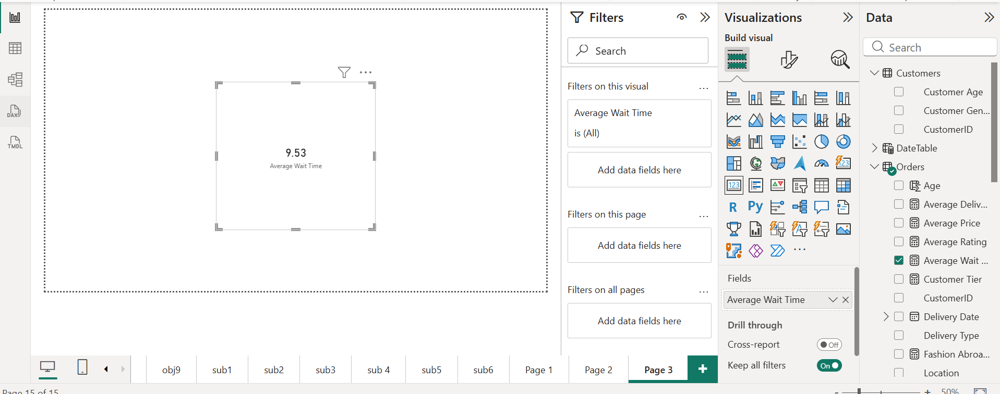 9.53
Average Wait Time
DAX
TMDL
obj9
sub1
sub2
sub3
sub 4
sub5
sub6
Page 1
Page 2
Page 3
+
Page 15 of 15
Filters
Search
Filters on this visual
...
Average Wait Time
is (All)
Add data fields here
Filters on this page
...
Add data fields here
Filters on all pages
...
Add data fields here
Visualizations
Build visual
123
123
R
Py
...
Fields
Average Wait Time
Drill through
Cross-report
Off
Keep all filters
On
Data
Search
Customers
Customer Age
Customer Gen...
CustomerID
DateTable
Orders
Age
Average Deliv...
Average Price
Average Rating
Average Wait ...
Customer Tier
CustomerID
Delivery Date
Delivery Type
Fashion Abroa...
Location
- + 50%